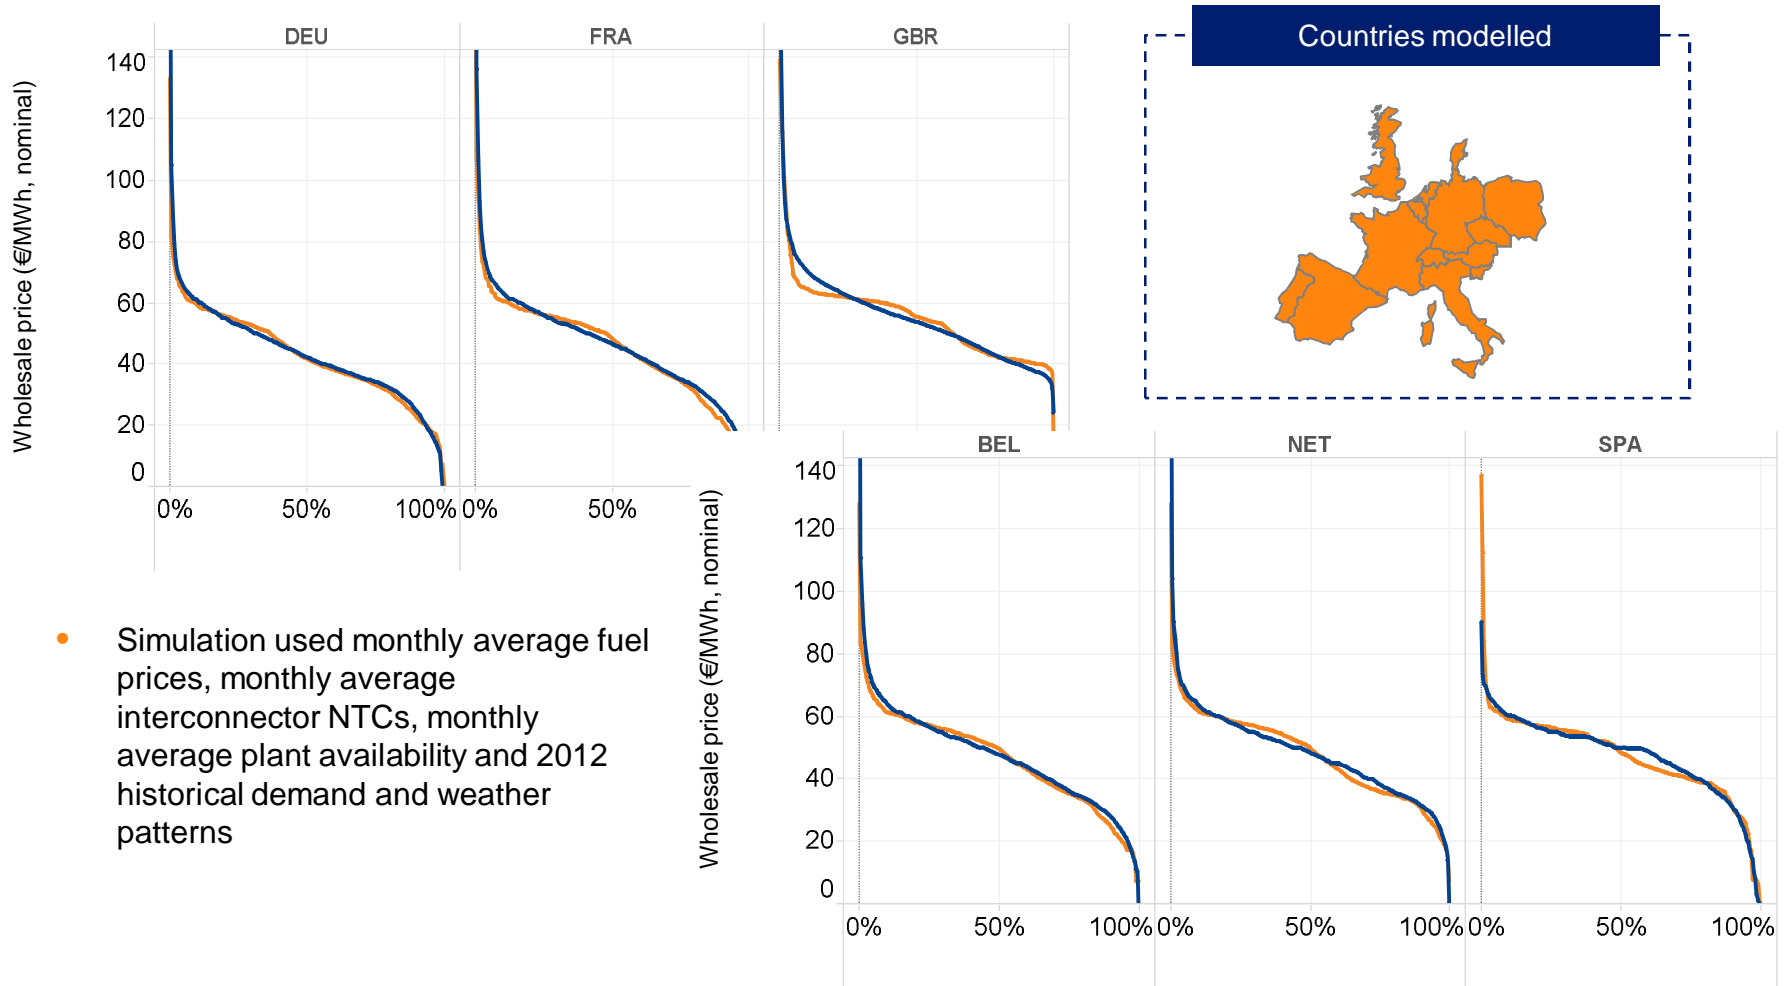 DEU FRA GBR
Wholesale price (€/MWh, nominal)
140
120
100
80
60
40
20
0
0% 50% 100% 0% 50%
Countries modelled
BEL NET SPA
Wholesale price (€/MWh, nominal)
140
120
100
80
60
40
20
0
0% 50% 100% 0% 50% 100% 0% 50% 100%
• Simulation used monthly average fuel
prices, monthly average
interconnector NTCs, monthly
average plant availability and 2012
historical demand and weather
patterns